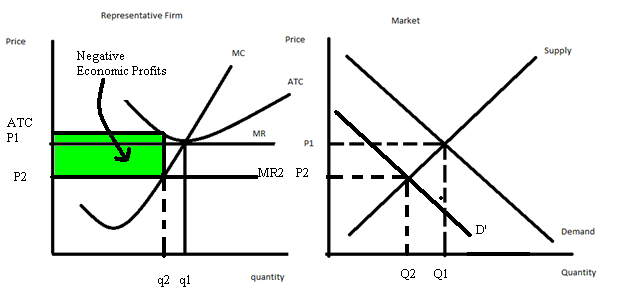 Representative Firm
Price
Negative
Economic Profits
MC
ATC
ATC
P1
MR
P2
MR2
q2 q1
quantity
Market
Price
Supply
P1
P2
D'
Demand
Q2 Q1
Quantity